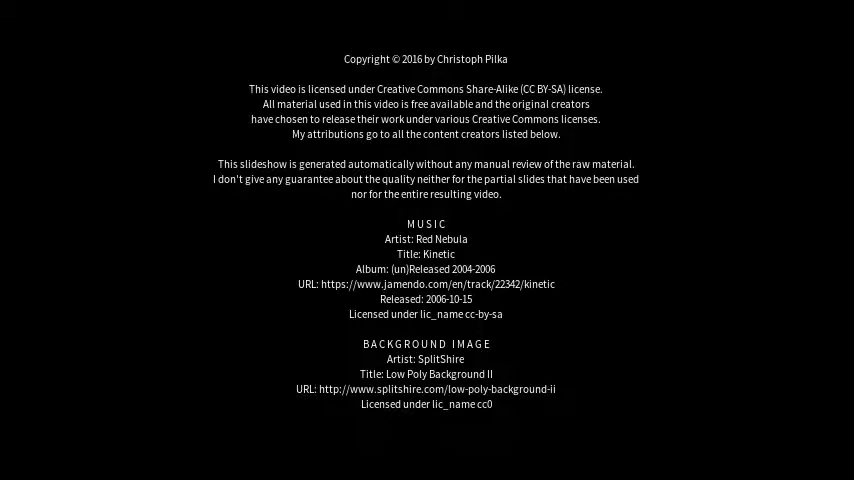 Copyright © 2016 by Christoph Pilka
This video is licensed under Creative Commons Share-Alike (CC BY-SA) license.
All material used in this video is free available and the original creators
have chosen to release their work under various Creative Commons licenses.
My attributions go to all the content creators listed below.
This slideshow is generated automatically without any manual review of the raw material.
I don't give any guarantee about the quality neither for the partial slides that have been used
nor for the entire resulting video.
MUSIC
Artist: Red Nebula
Title: Kinetic
Album: (un)Released 2004-2006
URL: https://www.jamendo.com/en/track/22342/kinetic
Released: 2006-10-15
Licensed under lic_name cc-by-sa
BACKGROUND IMAGE
Artist: SplitShire
Title: Low Poly Background II
URL: http://www.splitshire.com/low-poly-background-ii
Licensed under lic_name cc0